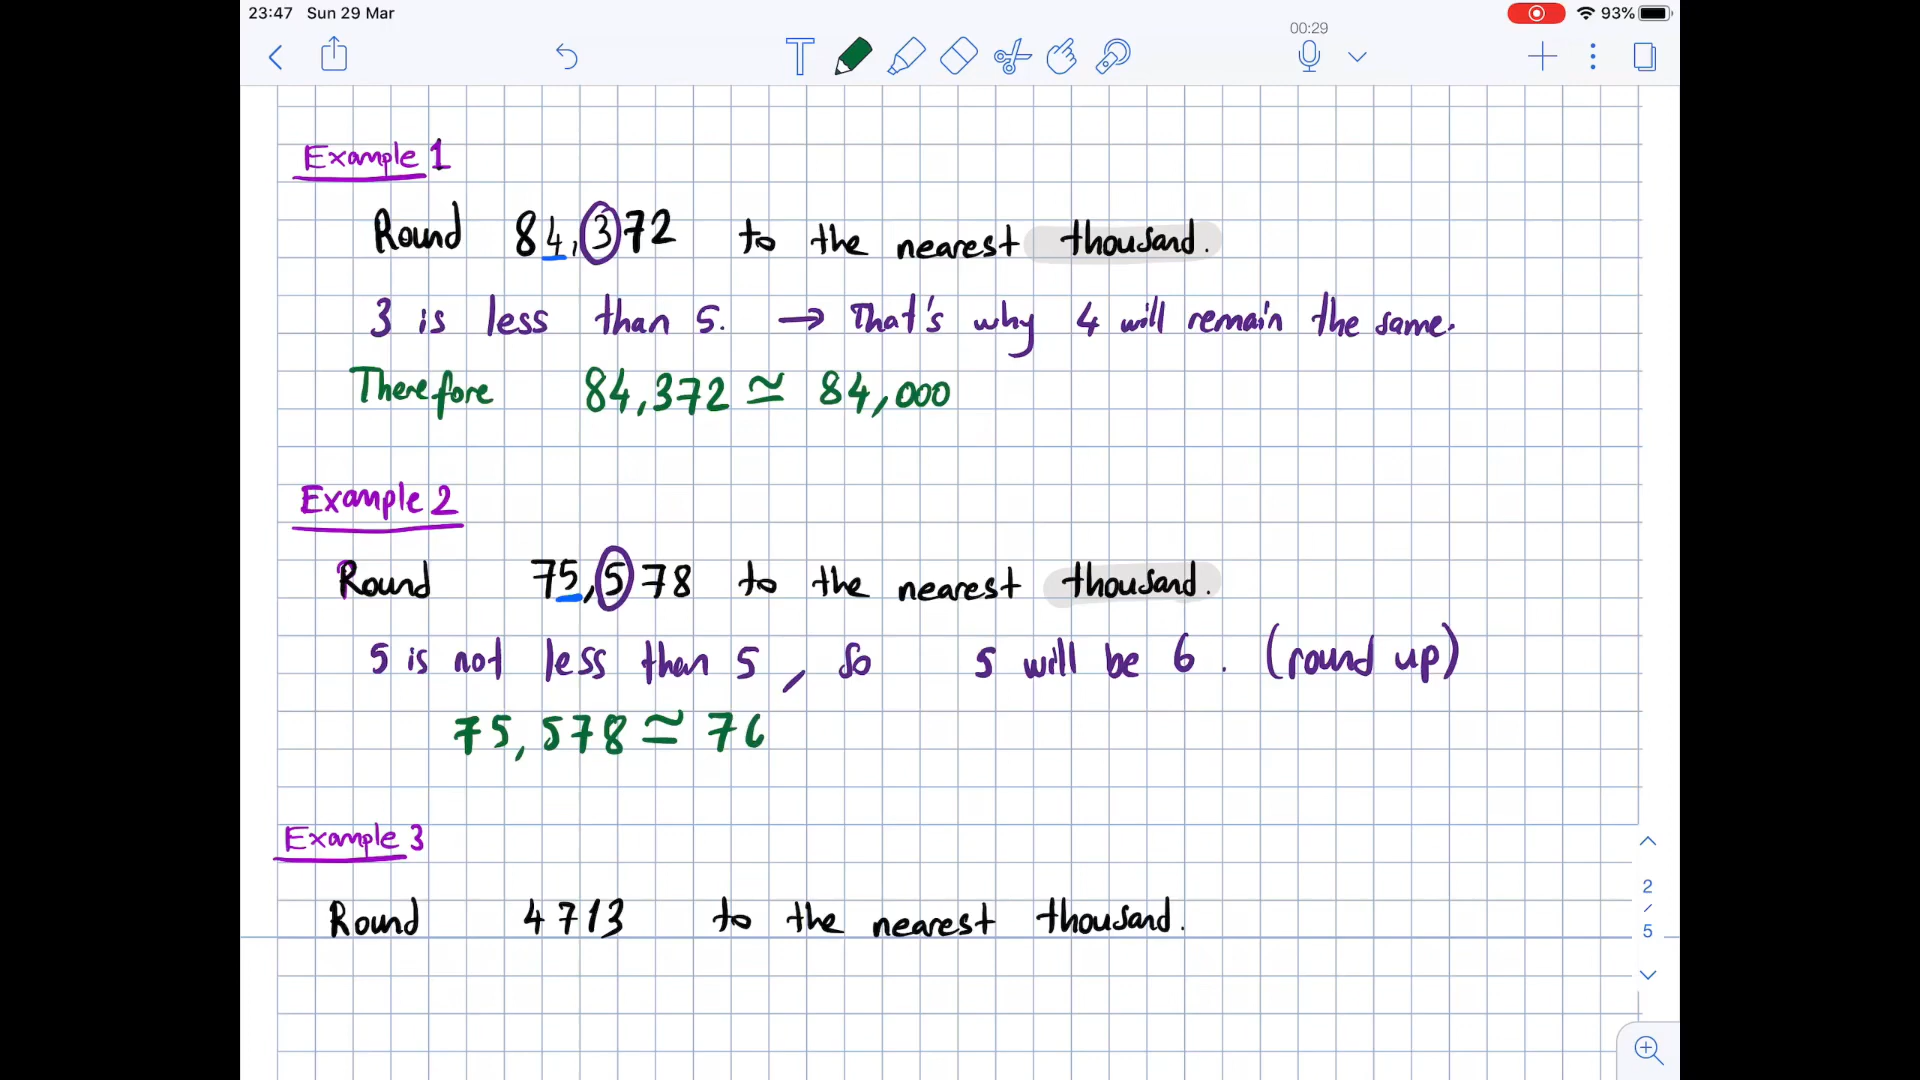 23:47 Sun 29 Mar 93%
00:29
Example 1
Round 84,372 to the nearest thousand.
3 is less than 5. → That's why 4 will remain the same.
Therefore 84,372 ≃ 84,000
Example 2
Round 75,578 to the nearest thousand.
5 is not less than 5, so 5 will be 6. (round up)
75,578 ≃ 76
Example 3
Round 4713 to the nearest thousand.
2
/
5